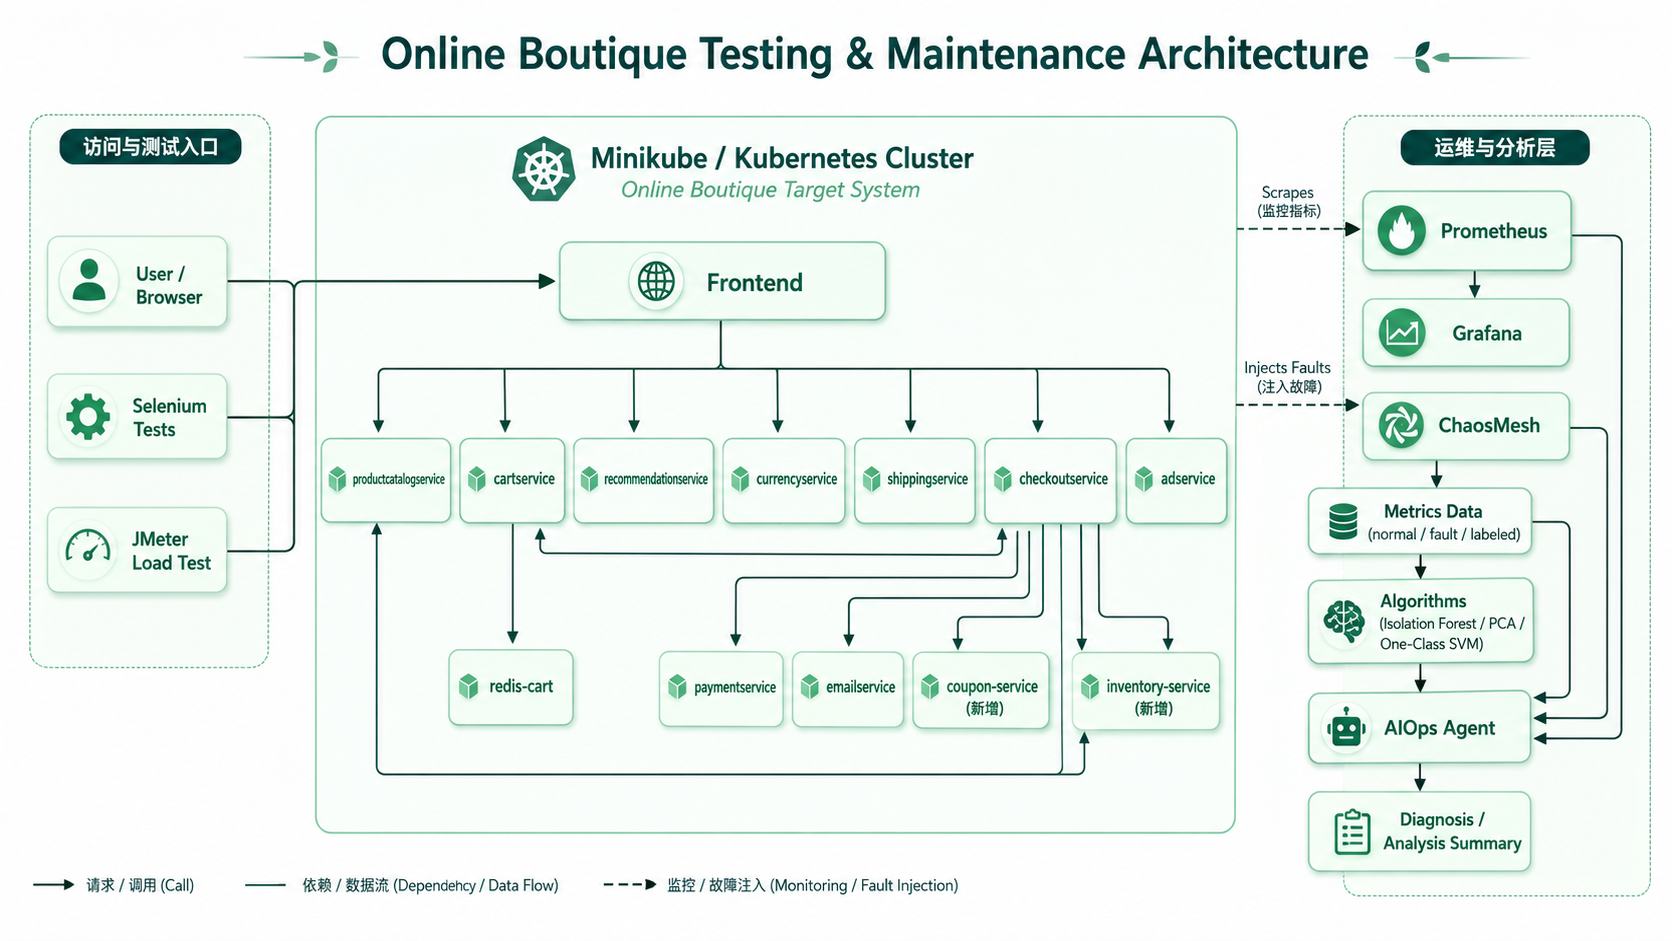 Online Boutique Testing & Maintenance Architecture
访问与测试入口
User /
Browser
Selenium
Tests
JMeter
Load Test
Minikube / Kubernetes Cluster
Online Boutique Target System
Frontend
productcatalogservice
cartservice
recommendationservice
currencyservice
shippingservice
checkoutservice
adservice
redis-cart
paymentservice
emailservice
coupon-service
(新增)
inventory-service
(新增)
Scrapes
(监控指标)
Injects Faults
(注入故障)
运维与分析层
Prometheus
Grafana
ChaosMesh
Metrics Data
(normal / fault / labeled)
Algorithms
(Isolation Forest / PCA /
One-Class SVM)
AIOps Agent
Diagnosis /
Analysis Summary
请求 / 调用 (Call)
依赖 / 数据流 (Dependehcy / Data Flow)
监控 / 故障注入 (Monitoring / Fault Injection)